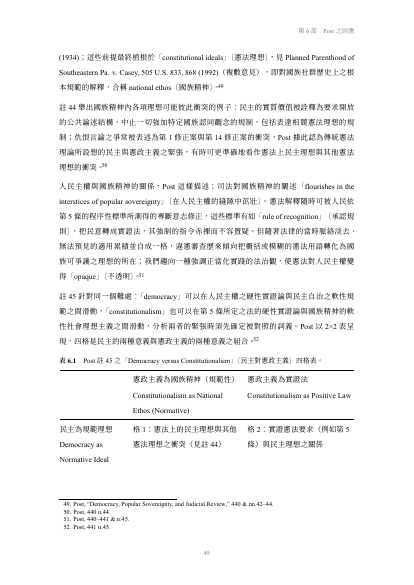 第 6 部　Post 之回應
(1934)；這些前提最終植根於「constitutional ideals」〔憲法理想〕，見 Planned Parenthood of
Southeastern Pa. v. Casey, 505 U.S. 833, 868 (1992)（複數意見），即對國族社群歷史上之根
本規範的解釋，合稱 national ethos〔國族精神〕。49
註 44 舉出國族精神內各項理想可能彼此衝突的例子：民主的實質價值被詮釋為要求開放
的公共論述結構，中止一切強加特定國族認同觀念的規制，包括表達相競憲法理想的規
制；仇恨言論之爭常被表述為第 1 修正案與第 14 修正案的衝突，Post 據此認為傳統憲法
理論所設想的民主與憲政主義之緊張，有時可更準確地看作憲法上民主理想與其他憲法
理想的衝突。50
人民主權與國族精神的關係，Post 這樣描述：司法對國族精神的闡述「flourishes in the
interstices of popular sovereignty」〔在人民主權的縫隙中茁壯〕。憲法解釋隨時可被人民依
第 5 條的程序性標準所測得的專斷意志修正，這些標準有如「rule of recognition」〔承認規
則〕，把民意轉成實證法，其強制的指令赤裸而不容置疑。但隨著法律的當時脈絡淡去、
無法預見的適用累積並自成一格，違憲審查歷來傾向把概括或模糊的憲法用語轉化為國
族可爭議之理想的所在；我們趨向一種強調正當化實踐的法治觀，使憲法對人民主權變
得「opaque」〔不透明〕。51
註 45 針對同一個難處：「democracy」可以在人民主權之硬性實證論與民主自治之軟性規
範之間滑動，「constitutionalism」也可以在第 5 條所定之法的硬性實證論與國族精神的軟
性社會理想主義之間滑動，分析兩者的緊張時須先確定被對照的詞義。Post 以 2×2 表呈
現，四格是民主的兩種意義與憲政主義的兩種意義之組合。52
表 6.1　Post 註 45 之「Democracy versus Constitutionalism」〔民主對憲政主義〕四格表。
憲政主義為國族精神（規範性）　憲政主義為實證法
Constitutionalism as National　Constitutionalism as Positive Law
Ethos (Normative)
民主為規範理想　格 1：憲法上的民主理想與其他　格 2：實證憲法要求（例如第 5
Democracy as　憲法理想之衝突（見註 44）　條）與民主理想之關係
Normative Ideal
49. Post, “Democracy, Popular Sovereignty, and Judicial Review,” 440 & nn.42–44.
50. Post, 440 n.44.
51. Post, 440–441 & n.45.
52. Post, 441 n.45.
49